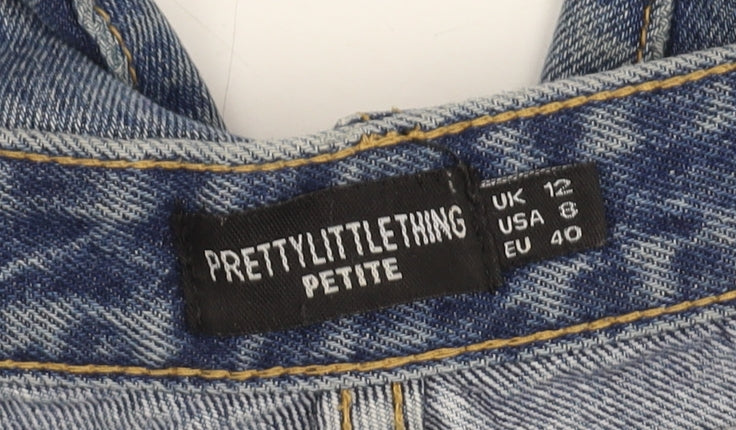 PRETTYLITTLETHING
PETITE
UK 12
USA 8
EU 40